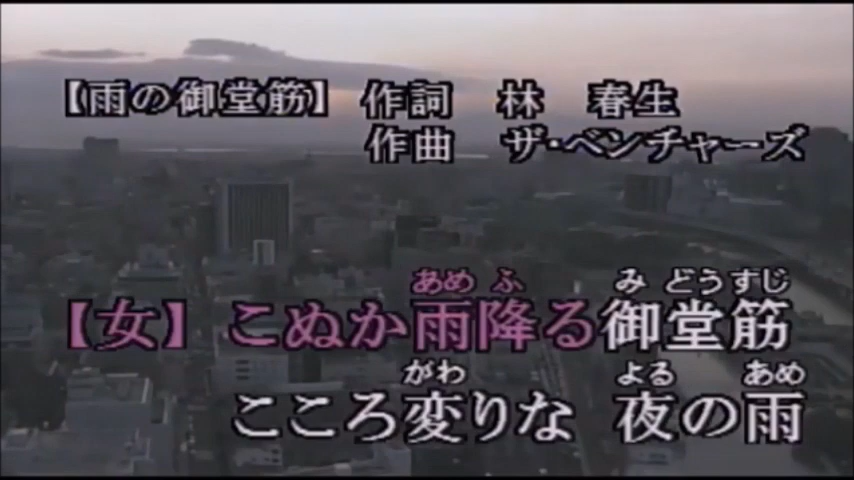 【雨の御堂筋】 作詞 林 春生
作曲 ザ・ベンチャーズ
あめ ふ み どうすじ
【女】 こぬか雨降る御堂筋
がわ よる あめ
こころ変りな 夜の雨